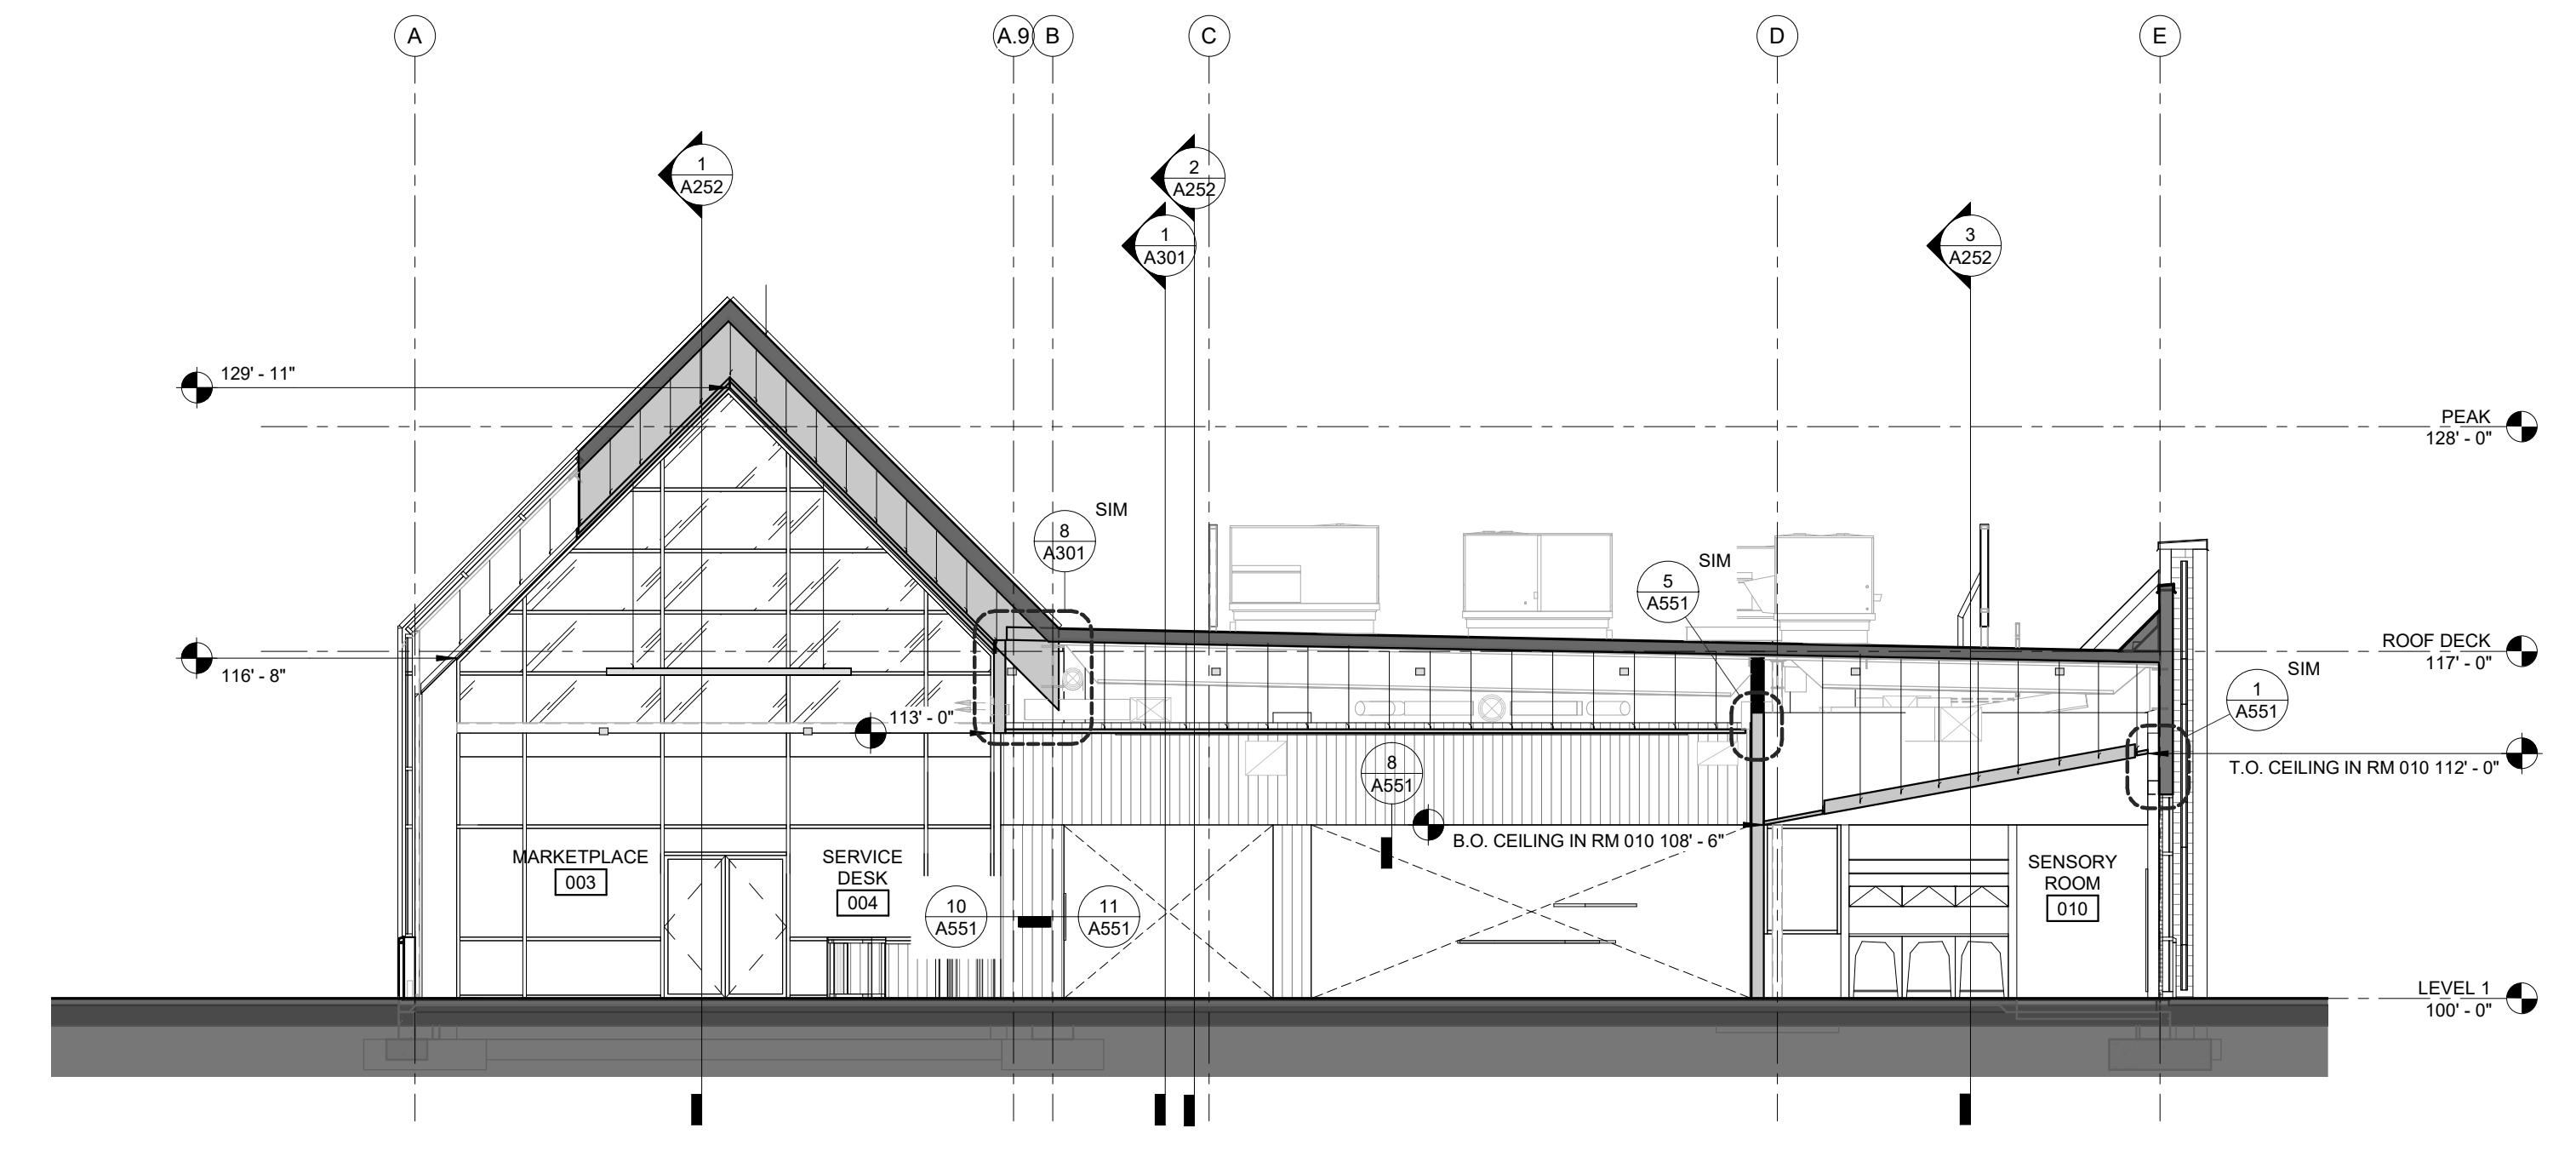 A
A.9
B
C
D
E
1
A252
2
A252
1
A301
3
A252
129' - 11"
PEAK
128' - 0"
SIM
8
A301
SIM
5
A551
ROOF DECK
117' - 0"
116' - 8"
SIM
1
A551
113' - 0"
8
A551
T.O. CEILING IN RM 010 112' - 0"
B.O. CEILING IN RM 010 108' - 6"
MARKETPLACE
003
SERVICE
DESK
004
10
A551
11
A551
SENSORY
ROOM
010
LEVEL 1
100' - 0"